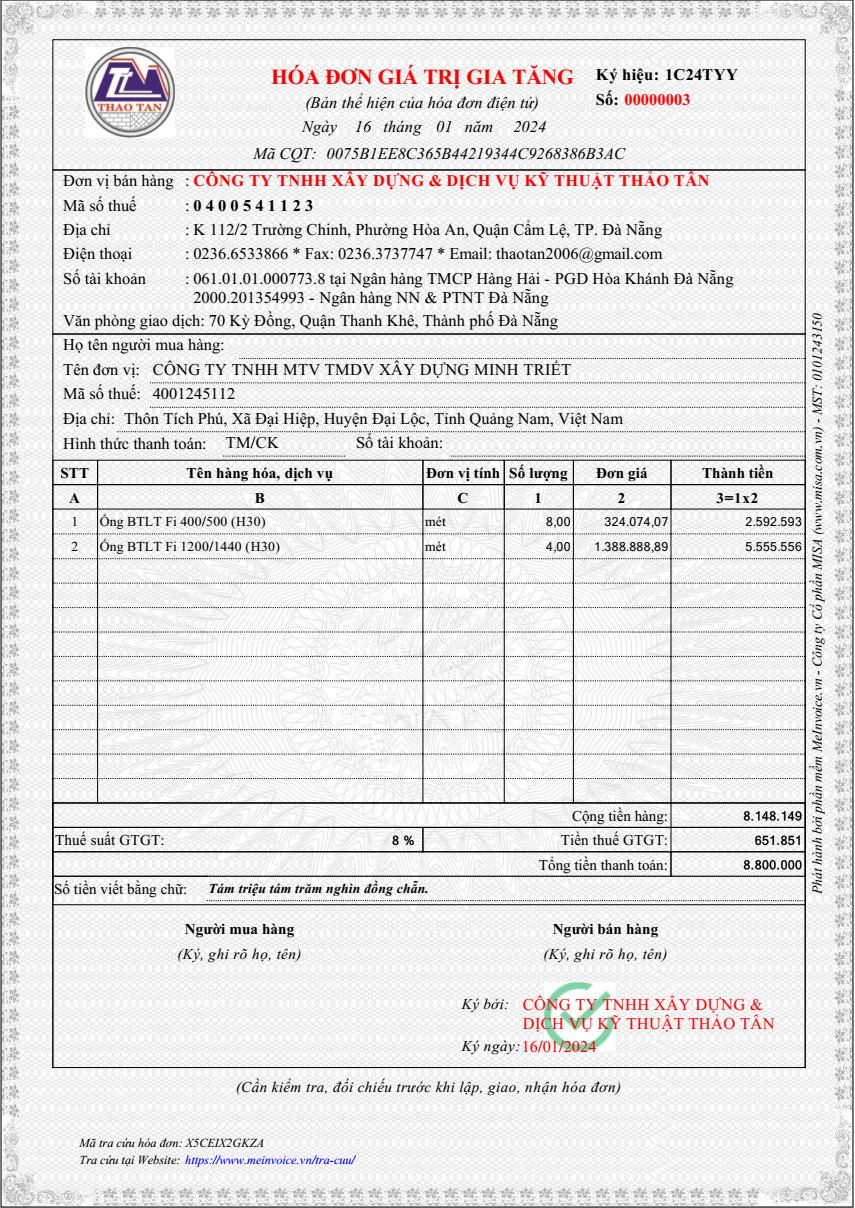 THAO TAN
HÓA ĐƠN GIÁ TRỊ GIA TĂNG
(Bản thể hiện của hóa đơn điện tử)
Ngày 16 tháng 01 năm 2024
Mã CQT: 0075B1EE8C365B44219344C9268386B3AC
Ký hiệu: 1C24TYY
Số: 00000003
Đơn vị bán hàng : CÔNG TY TNHH XÂY DỰNG & DỊCH VỤ KỸ THUẬT THẢO TÂN
Mã số thuế : 0400541123
Địa chỉ : K 112/2 Trường Chinh, Phường Hòa An, Quận Cẩm Lệ, TP. Đà Nẵng
Điện thoại : 0236.6533866 * Fax: 0236.3737747 * Email: thaotan2006@gmail.com
Số tài khoản : 061.01.01.000773.8 tại Ngân hàng TMCP Hàng Hải - PGD Hòa Khánh Đà Nẵng
2000.201354993 - Ngân hàng NN & PTNT Đà Nẵng
Văn phòng giao dịch: 70 Kỳ Đồng, Quận Thanh Khê, Thành phố Đà Nẵng
Họ tên người mua hàng:
Tên đơn vị: CÔNG TY TNHH MTV TMDV XÂY DỰNG MINH TRIẾT
Mã số thuế: 4001245112
Địa chỉ: Thôn Tích Phú, Xã Đại Hiệp, Huyện Đại Lộc, Tỉnh Quảng Nam, Việt Nam
Hình thức thanh toán: TM/CK Số tài khoản:
STT Tên hàng hóa, dịch vụ Đơn vị tính Số lượng Đơn giá Thành tiền
A B C 1 2 3=1x2
1 Ống BTLT Fi 400/500 (H30) mét 8,00 324.074,07 2.592.593
2 Ống BTLT Fi 1200/1440 (H30) mét 4,00 1.388.888,89 5.555.556
Cộng tiền hàng: 8.148.149
Thuế suất GTGT: 8 % Tiền thuế GTGT: 651.851
Tổng tiền thanh toán: 8.800.000
Số tiền viết bằng chữ: Tám triệu tám trăm nghìn đồng chẵn.
Người mua hàng Người bán hàng
(Ký, ghi rõ họ, tên) (Ký, ghi rõ họ, tên)
Ký bởi: CÔNG TY TNHH XÂY DỰNG &
DỊCH VỤ KỸ THUẬT THẢO TÂN
Ký ngày: 16/01/2024
(Cần kiểm tra, đối chiếu trước khi lập, giao, nhận hóa đơn)
Mã tra cứu hóa đơn: X5CEIX2GKZA
Tra cứu tại Website: https://www.meinvoice.vn/tra-cuu/
Phát hành bởi phần mềm MeInvoice.vn - Công ty Cổ phần MISA (www.misa.com.vn) - MST: 0101243150